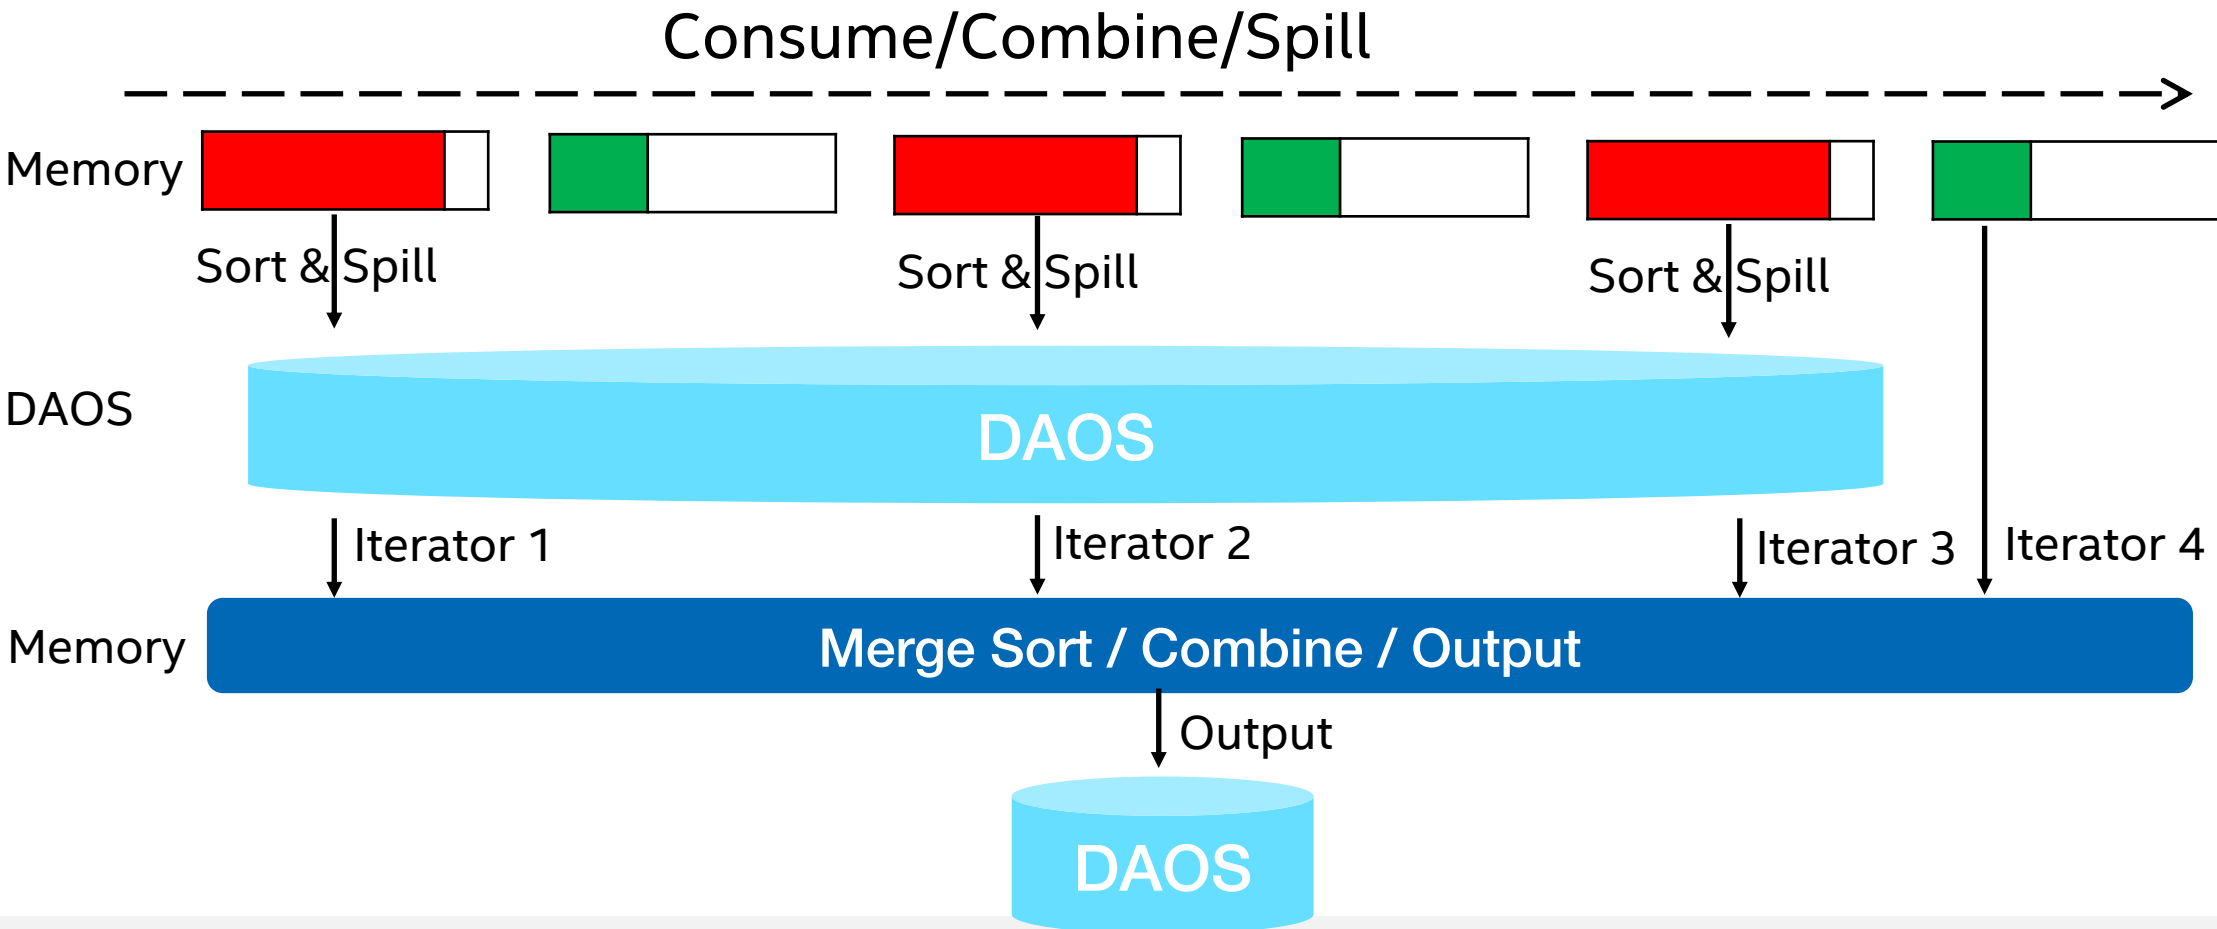 Consume/Combine/Spill
Memory
Sort & Spill
Sort & Spill
Sort & Spill
DAOS
DAOS
Iterator 1
Iterator 2
Iterator 3
Iterator 4
Memory
Merge Sort / Combine / Output
Output
DAOS